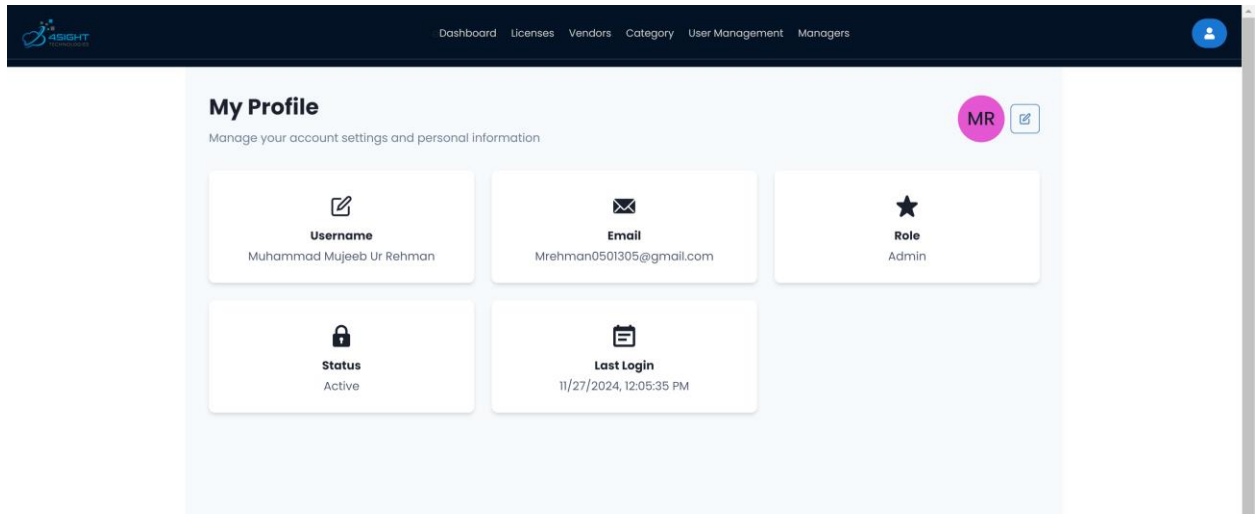 4SIGHT
TECHNOLOGIES
Dashboard Licenses Vendors Category User Management Managers
My Profile
MR
Manage your account settings and personal information
Username
Muhammad Mujeeb Ur Rehman
Email
Mrehman0501305@gmail.com
Role
Admin
Status
Active
Last Login
11/27/2024, 12:05:35 PM